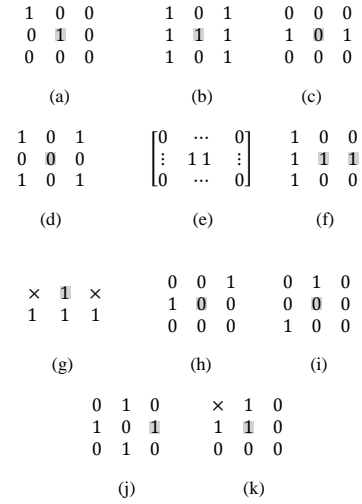 1 0 0 1 0 1 0 0 0
0 1 0 1 1 1 1 0 1
0 0 0 1 0 1 0 0 0
(a) (b) (c)
1 0 1 [0 ⋯ 0] 1 0 0
0 0 0 ⋮ 1 1 ⋮ 1 1 1
1 0 1 [0 ⋯ 0] 1 0 0
(d) (e) (f)
× 1 × 0 0 1 0 1 0
1 1 1 1 0 0 0 0 0
0 0 0 1 0 0
(g) (h) (i)
0 1 0 × 1 0
1 0 1 1 1 0
0 1 0 0 0 0
(j) (k)